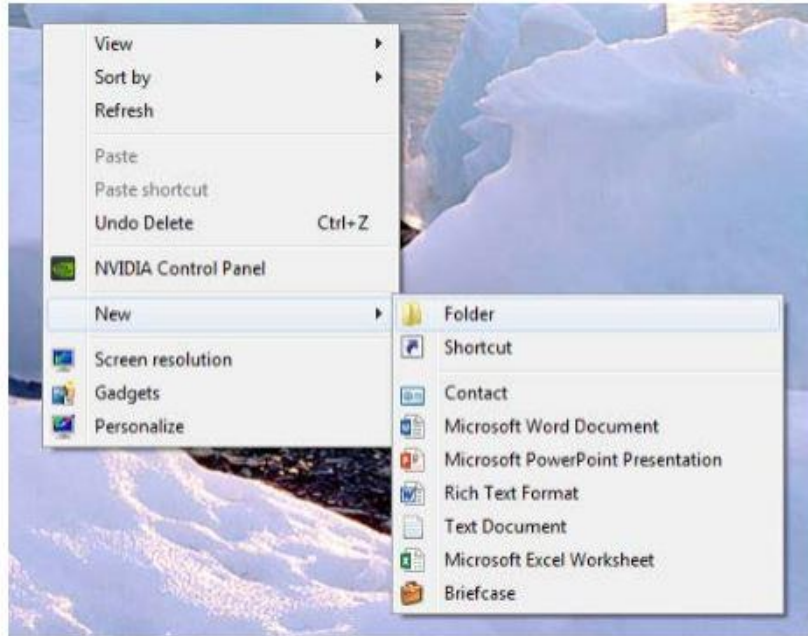 View
Sort by
Refresh
Paste
Paste shortcut
Undo Delete Ctrl+Z
NVIDIA Control Panel
New
Screen resolution
Gadgets
Personalize
Folder
Shortcut
Contact
Microsoft Word Document
Microsoft PowerPoint Presentation
Rich Text Format
Text Document
Microsoft Excel Worksheet
Briefcase